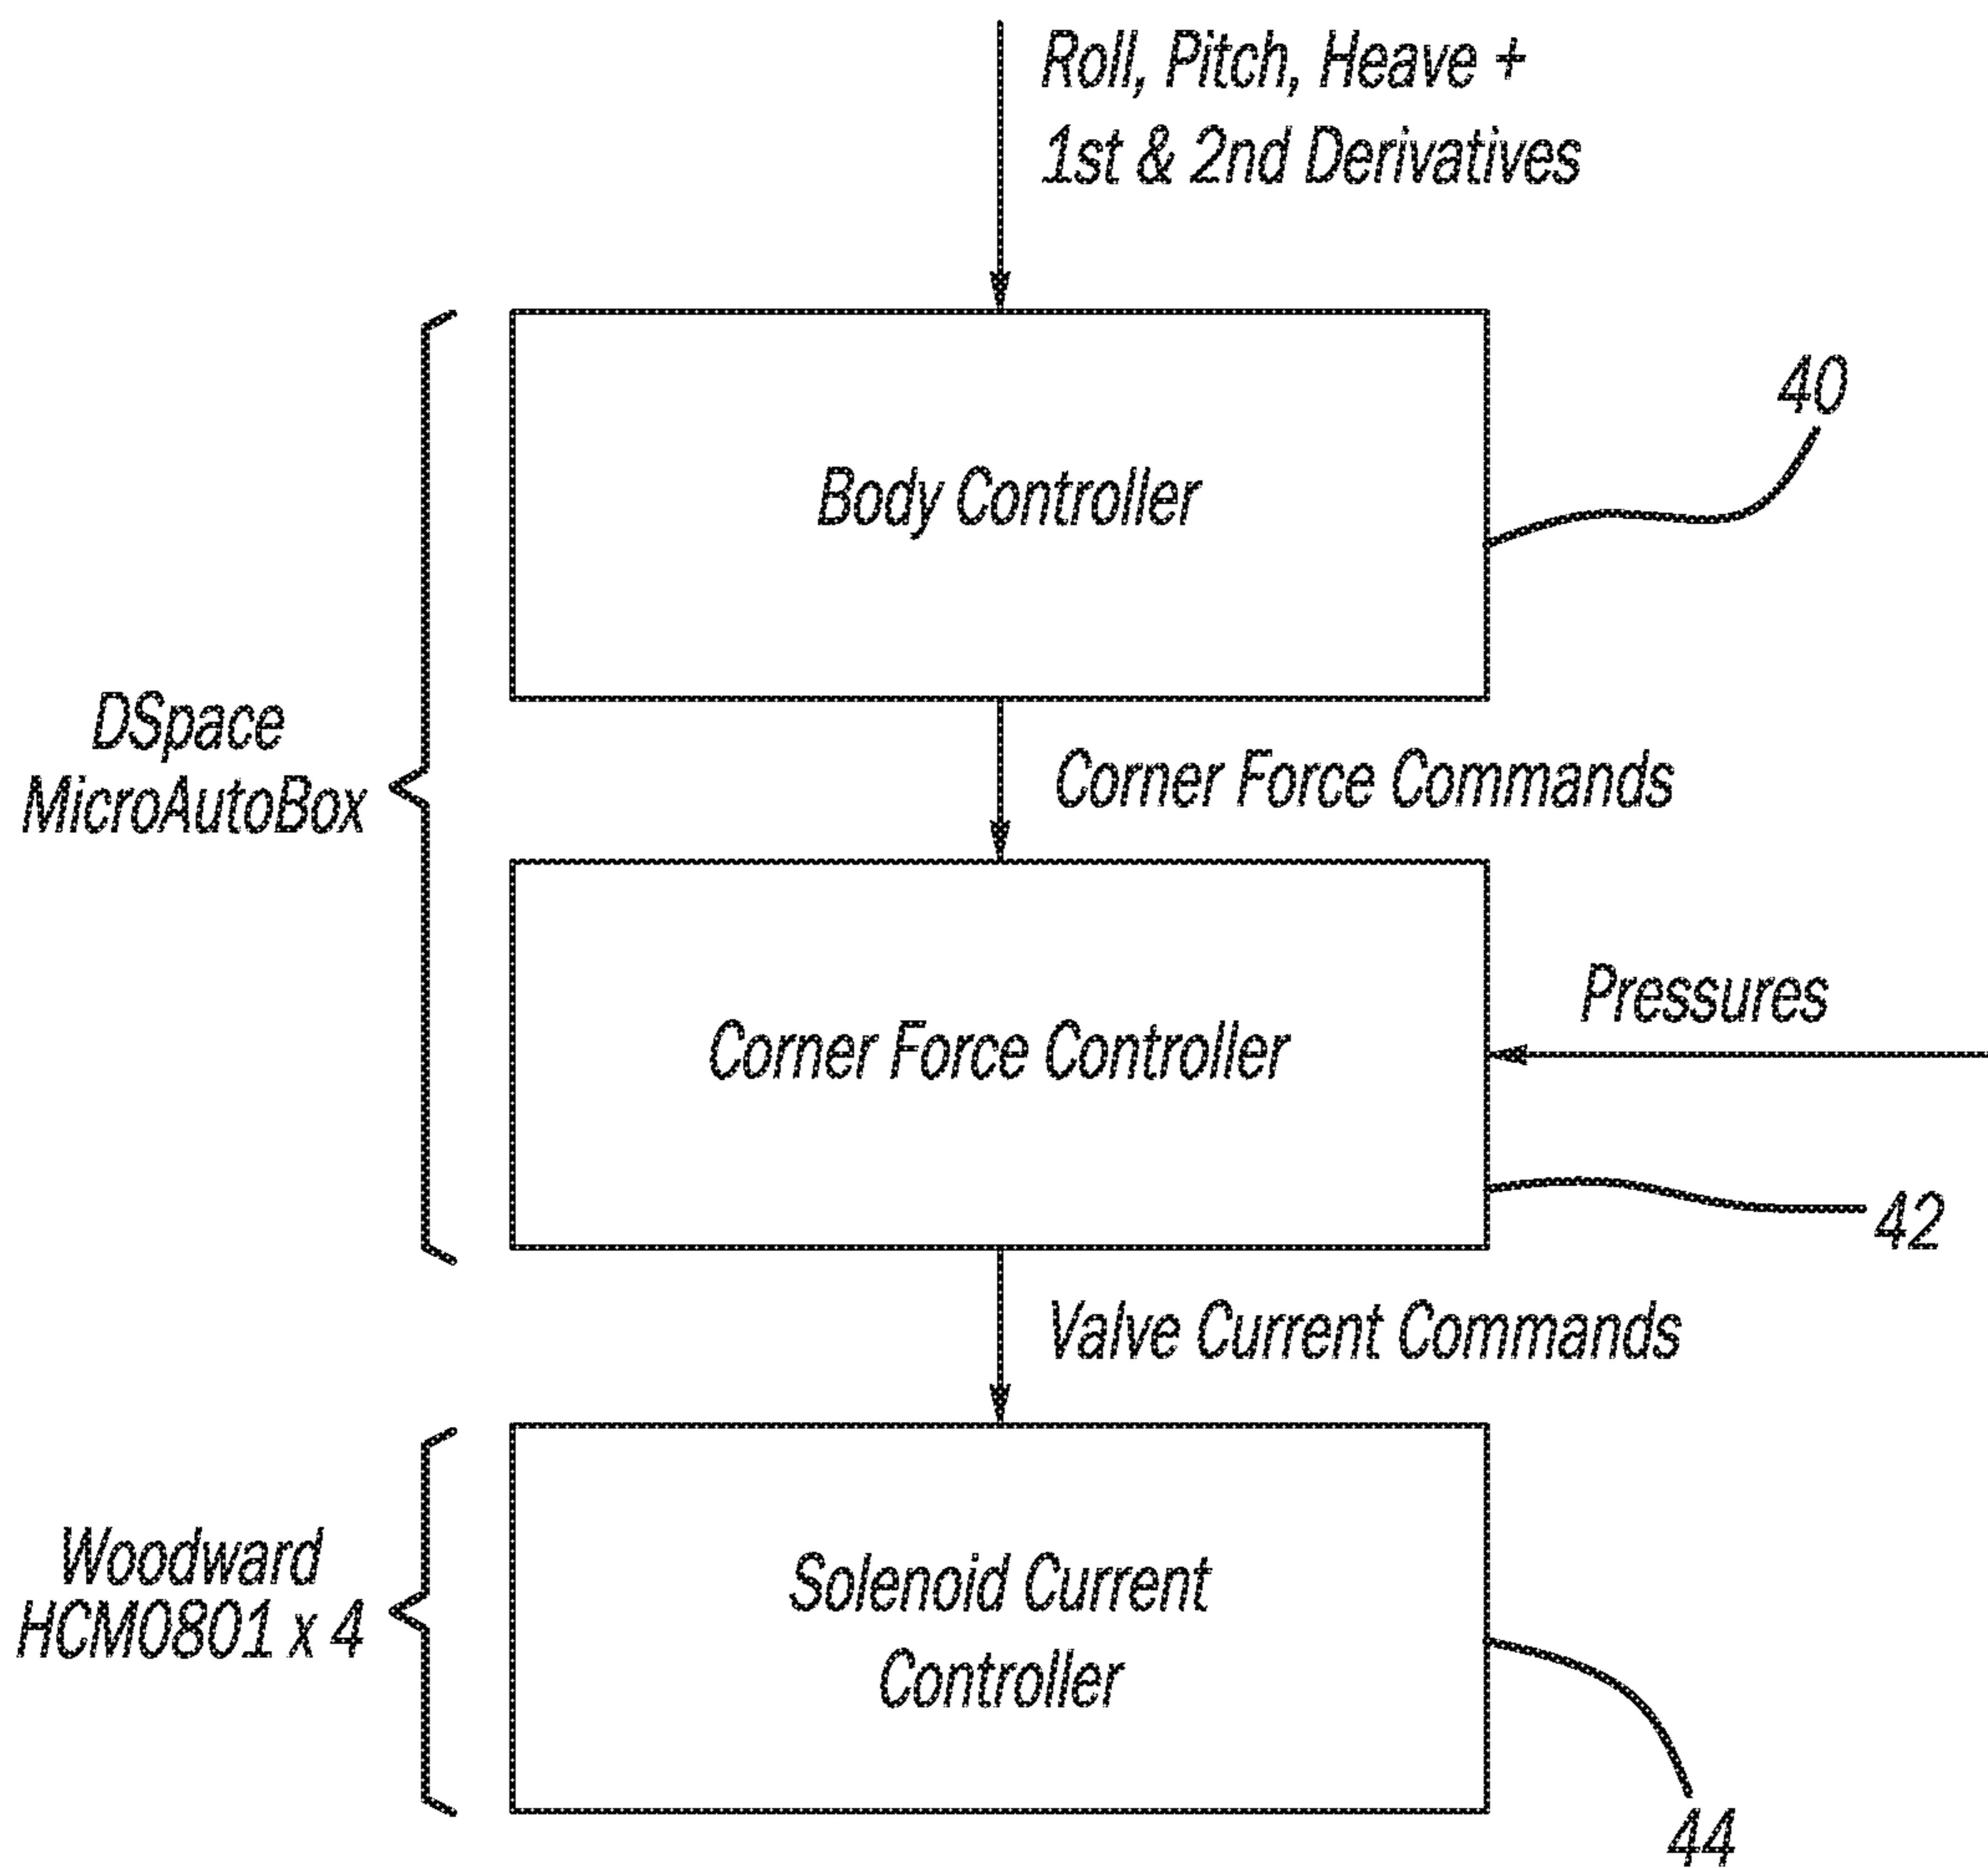 Roll, Pitch, Heave +
1st & 2nd Derivatives
40
Body Controller
DSpace
MicroAutoBox
Corner Force Commands
Pressures
Corner Force Controller
42
Valve Current Commands
Woodward
HCM0801 x 4
Solenoid Current
Controller
44